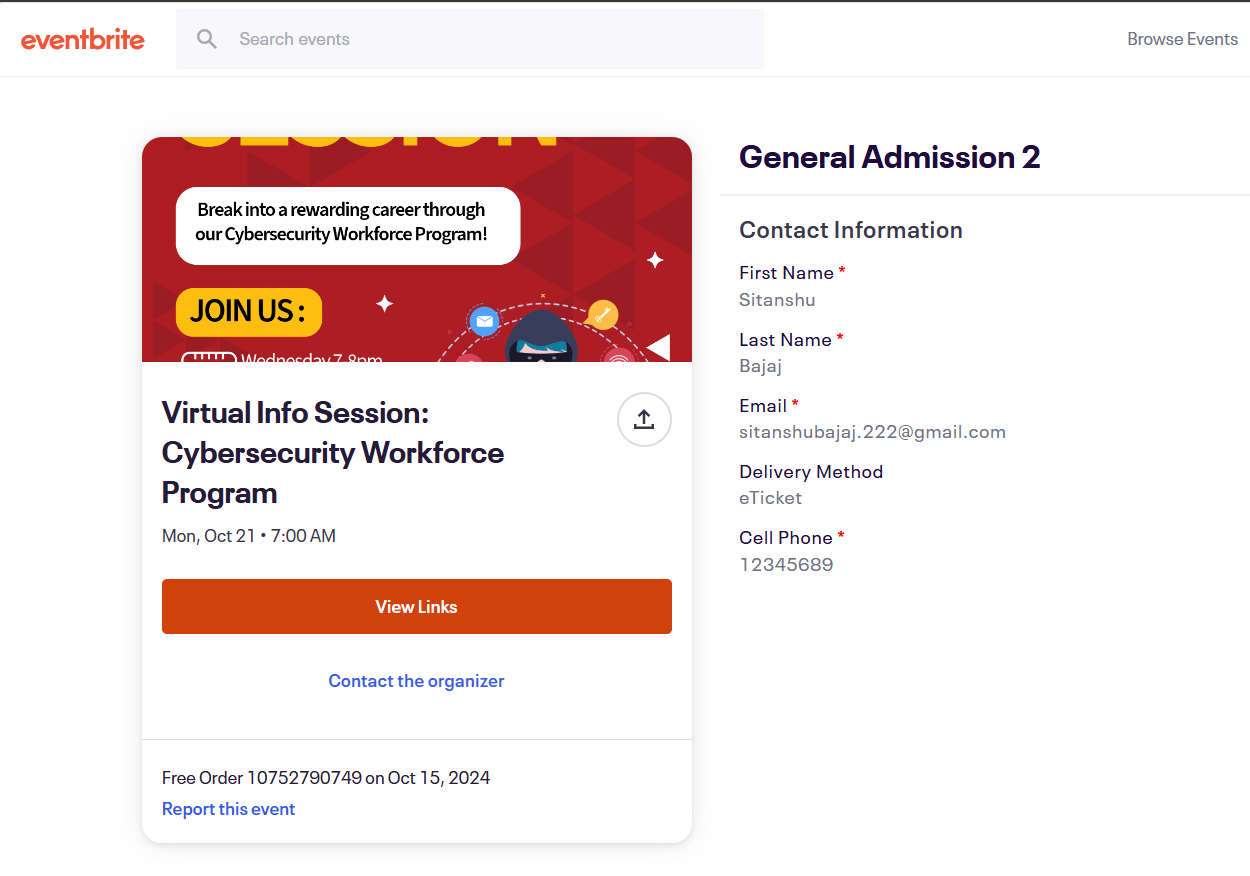 eventbrite
Search events
Browse Events
SESSION
Break into a rewarding career through
our Cybersecurity Workforce Program!
JOIN US :
Wednesday 7-8pm
Virtual Info Session:
Cybersecurity Workforce
Program
Mon, Oct 21 • 7:00 AM
View Links
Contact the organizer
Free Order 10752790749 on Oct 15, 2024
Report this event
General Admission 2
Contact Information
First Name *
Sitanshu
Last Name *
Bajaj
Email *
sitanshubajaj.222@gmail.com
Delivery Method
eTicket
Cell Phone *
12345689